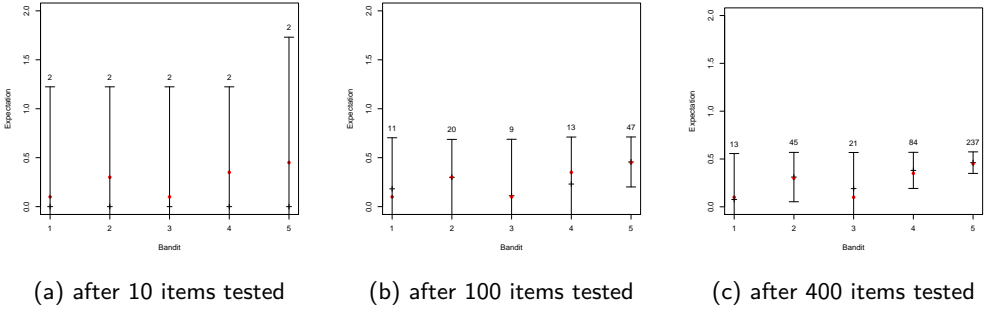 2.0
1.5
1.0
0.5
0.0
Expectation
2 2 2 2 2
1 2 3 4 5
Bandit
(a) after 10 items tested
2.0
1.5
1.0
0.5
0.0
Expectation
11 20 9 13 47
1 2 3 4 5
Bandit
(b) after 100 items tested
2.0
1.5
1.0
0.5
0.0
Expectation
13 45 21 84 237
1 2 3 4 5
Bandit
(c) after 400 items tested